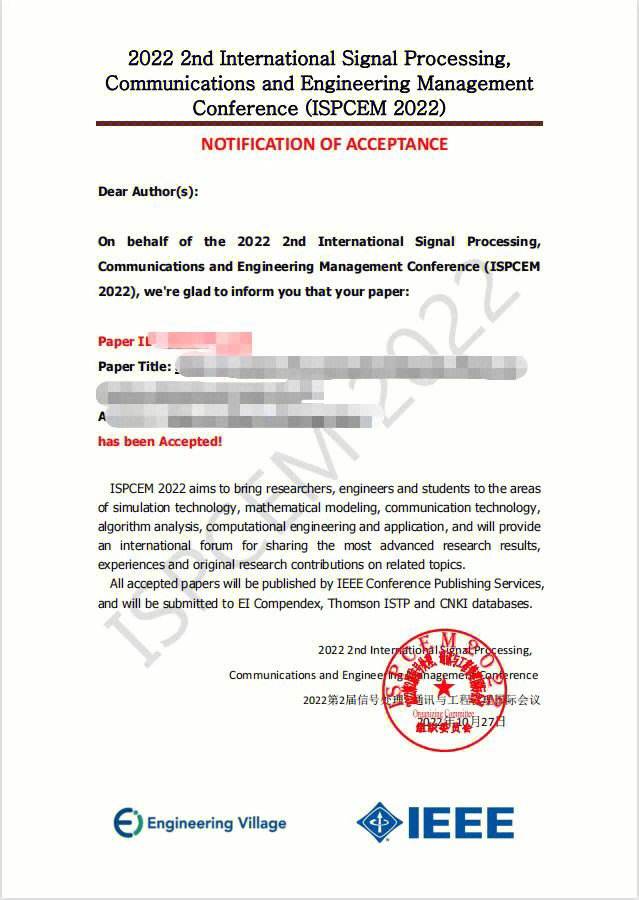 2022 2nd International Signal Processing,
Communications and Engineering Management
Conference (ISPCEM 2022)
NOTIFICATION OF ACCEPTANCE
Dear Author(s):
On behalf of the 2022 2nd International Signal Processing,
Communications and Engineering Management Conference (ISPCEM
2022), we're glad to inform you that your paper:
Paper
Paper Title:
has been Accepted!
ISPCEM 2022 aims to bring researchers, engineers and students to the areas
of simulation technology, mathematical modeling, communication technology,
algorithm analysis, computational engineering and application, and will provide
an international forum for sharing the most advanced research results,
experiences and original research contributions on related topics.
All accepted papers will be published by IEEE Conference Publishing Services,
and will be submitted to EI Compendex, Thomson ISTP and CNKI databases.
ISPCEM 2022
2022 2nd International Signal Processing,
Communications and Engineering Management Conference
2022第2届信号处理、通讯与工程管理国际会议
2022年10月27日
ISPCEM 2022
Organizing Committee
组织委员会
Engineering Village
IEEE